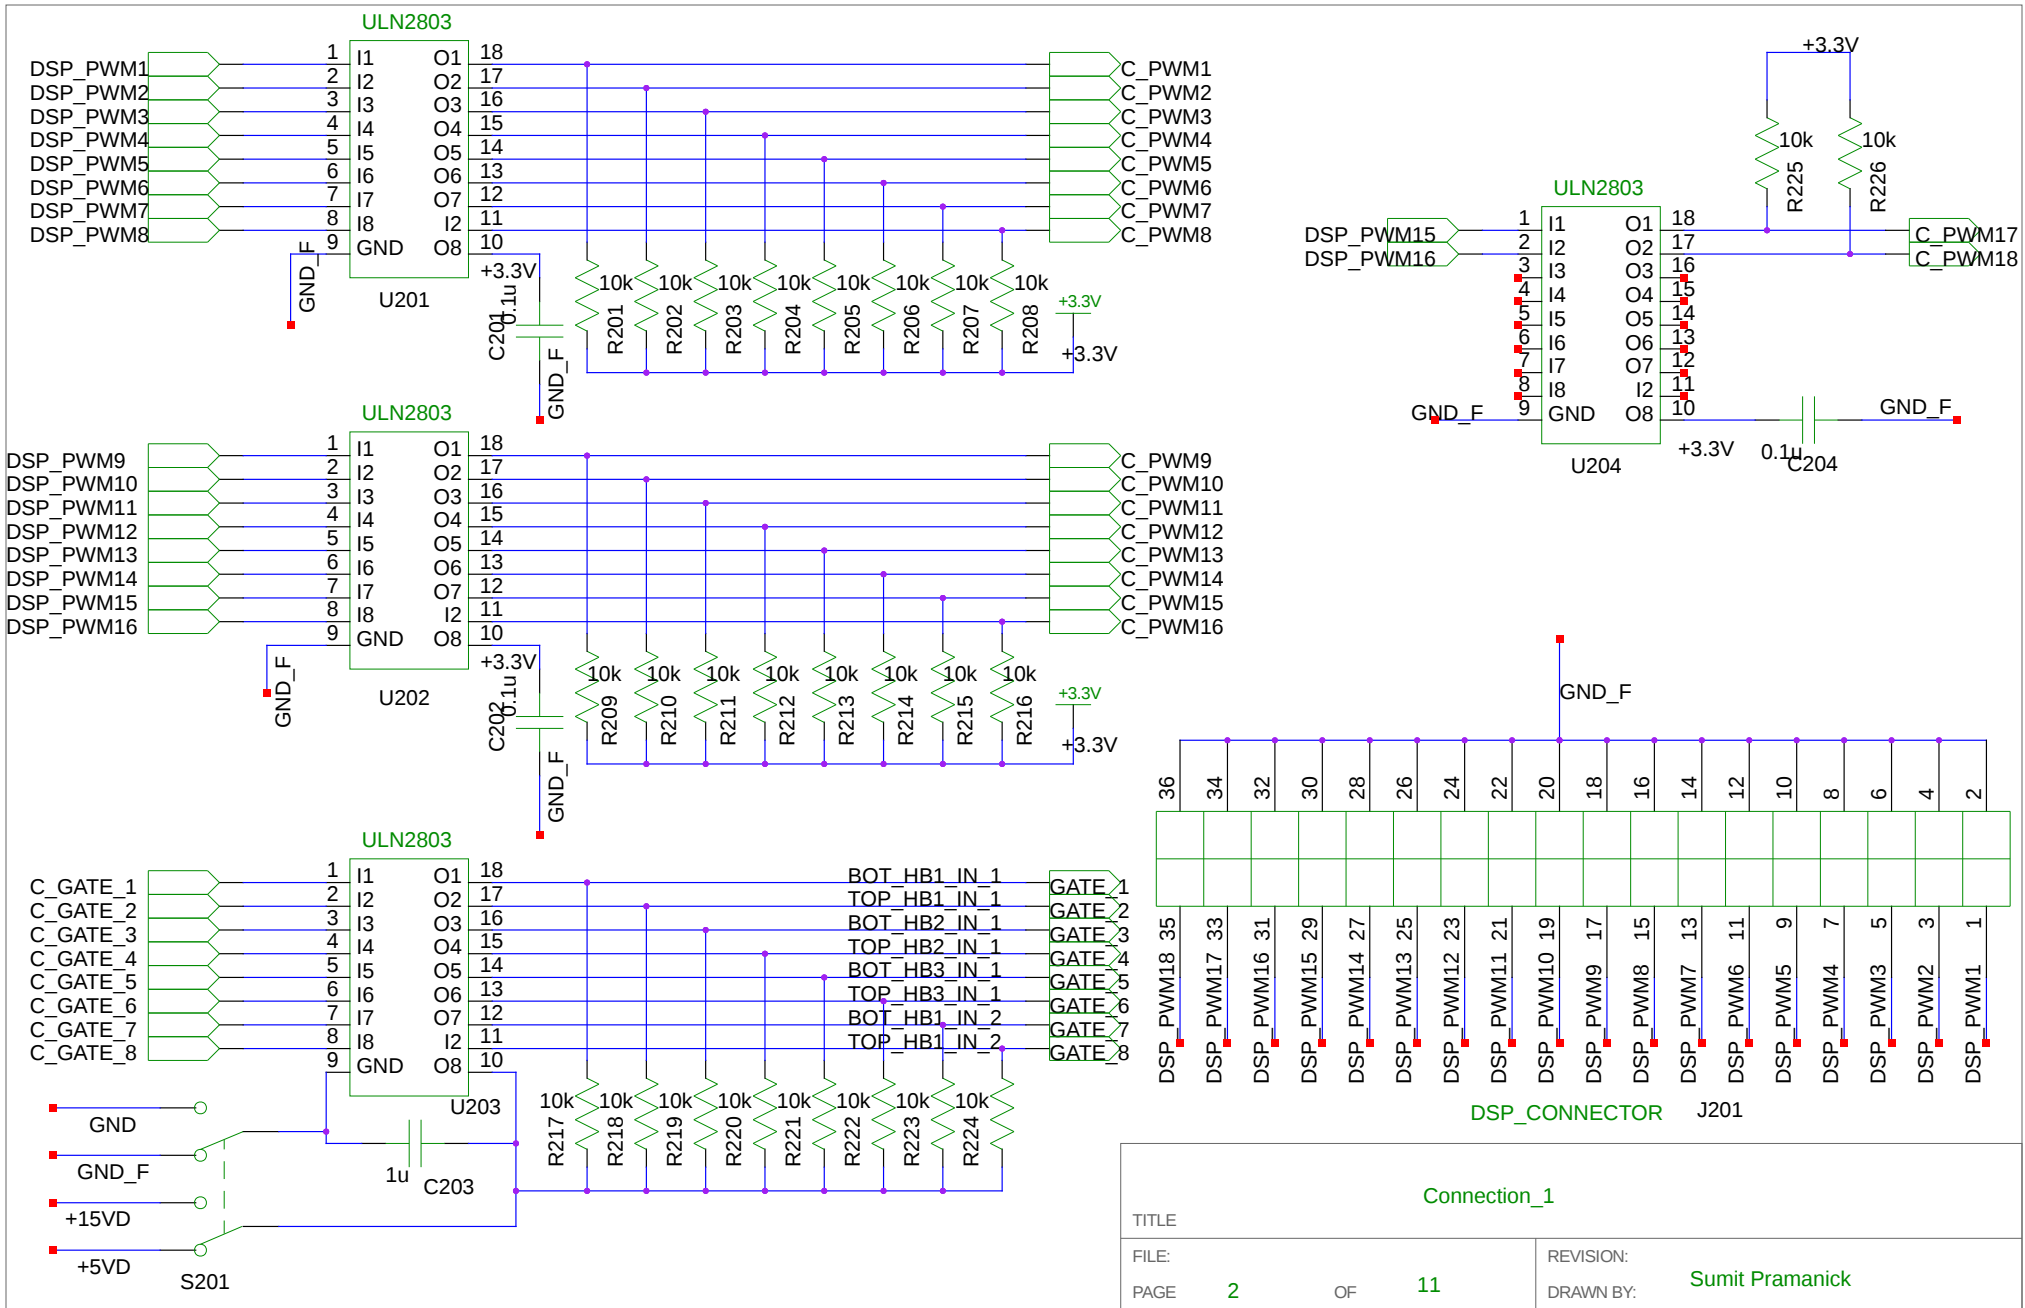 ULN2803
DSP_PWM1 1 I1 O1 18 C_PWM1
DSP_PWM2 2 I2 O2 17 C_PWM2
DSP_PWM3 3 I3 O3 16 C_PWM3
DSP_PWM4 4 I4 O4 15 C_PWM4
DSP_PWM5 5 I5 O5 14 C_PWM5
DSP_PWM6 6 I6 O6 13 C_PWM6
DSP_PWM7 7 I7 O7 12 C_PWM7
DSP_PWM8 8 I8 I2 11 C_PWM8
9 GND O8 10
GND_F
U201
+3.3V
0.1u
C201
GND_F
10k 10k 10k 10k 10k 10k 10k 10k
R201 R202 R203 R204 R205 R206 R207 R208
+3.3V
+3.3V
ULN2803
DSP_PWM9 1 I1 O1 18 C_PWM9
DSP_PWM10 2 I2 O2 17 C_PWM10
DSP_PWM11 3 I3 O3 16 C_PWM11
DSP_PWM12 4 I4 O4 15 C_PWM12
DSP_PWM13 5 I5 O5 14 C_PWM13
DSP_PWM14 6 I6 O6 13 C_PWM14
DSP_PWM15 7 I7 O7 12 C_PWM15
DSP_PWM16 8 I8 I2 11 C_PWM16
9 GND O8 10
GND_F
U202
+3.3V
0.1u
C202
GND_F
10k 10k 10k 10k 10k 10k 10k 10k
R209 R210 R211 R212 R213 R214 R215 R216
+3.3V
+3.3V
ULN2803
C_GATE_1 1 I1 O1 18 BOT_HB1_IN_1 GATE_1
C_GATE_2 2 I2 O2 17 TOP_HB1_IN_1 GATE_2
C_GATE_3 3 I3 O3 16 BOT_HB2_IN_1 GATE_3
C_GATE_4 4 I4 O4 15 TOP_HB2_IN_1 GATE_4
C_GATE_5 5 I5 O5 14 BOT_HB3_IN_1 GATE_5
C_GATE_6 6 I6 O6 13 TOP_HB3_IN_1 GATE_6
C_GATE_7 7 I7 O7 12 BOT_HB1_IN_2 GATE_7
C_GATE_8 8 I8 I2 11 TOP_HB1_IN_2 GATE_8
9 GND O8 10
U203
10k 10k 10k 10k 10k 10k 10k 10k
R217 R218 R219 R220 R221 R222 R223 R224
GND
GND_F
1u C203
+15VD
+5VD
S201
+3.3V
10k 10k
R225 R226
ULN2803
DSP_PWM15 1 I1 O1 18 C_PWM17
DSP_PWM16 2 I2 O2 17 C_PWM18
3 I3 O3 16
4 I4 O4 15
5 I5 O5 14
6 I6 O6 13
7 I7 O7 12
8 I8 I2 11
GND_F 9 GND O8 10 GND_F
U204
+3.3V 0.1u C204
GND_F
36 34 32 30 28 26 24 22 20 18 16 14 12 10 8 6 4 2
35 33 31 29 27 25 23 21 19 17 15 13 11 9 7 5 3 1
DSP_PWM18 DSP_PWM17 DSP_PWM16 DSP_PWM15 DSP_PWM14 DSP_PWM13 DSP_PWM12 DSP_PWM11 DSP_PWM10 DSP_PWM9 DSP_PWM8 DSP_PWM7 DSP_PWM6 DSP_PWM5 DSP_PWM4 DSP_PWM3 DSP_PWM2 DSP_PWM1
DSP_CONNECTOR J201
Connection_1
TITLE
FILE: REVISION:
PAGE 2 OF 11 DRAWN BY: Sumit Pramanick